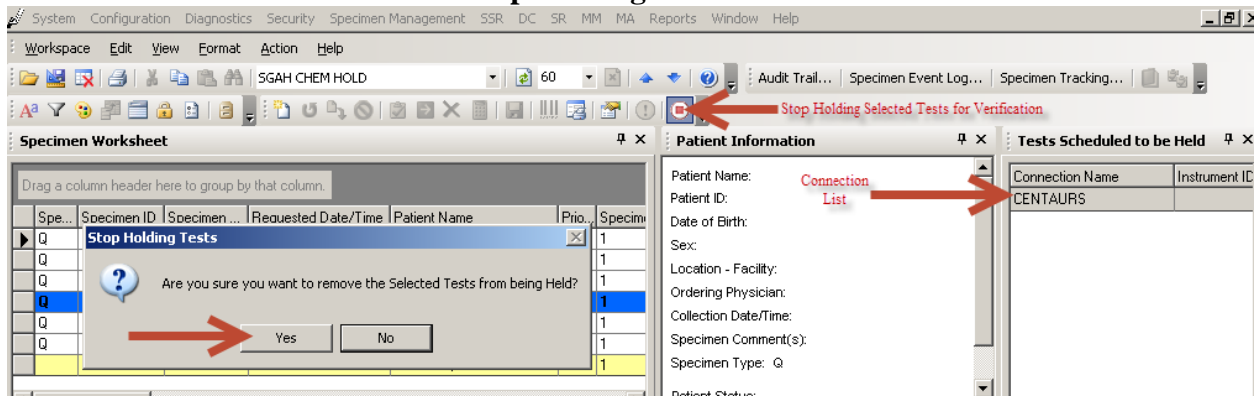 System Configuration Diagnostics Security Specimen Management SSR DC SR MM MA Reports Window Help
Workspace Edit View Format Action Help
SGAH CHEM HOLD 60 Audit Trail... Specimen Event Log... Specimen Tracking...
Stop Holding Selected Tests for Verification
Specimen Worksheet Patient Information Tests Scheduled to be Held
Drag a column header here to group by that column.
Spe... Specimen ID Specimen ... Requested Date/Time Patient Name Prio...
Q 1
Q 1
Q 1
Q 1
Q 1
Q 1
1
Stop Holding Tests
Are you sure you want to remove the Selected Tests from being Held?
Yes No
Patient Name:
Patient ID:
Date of Birth:
Sex:
Location - Facility:
Ordering Physician:
Collection Date/Time:
Specimen Comment(s):
Specimen Type: Q
Connection
List
Connection Name Instrument ID
CENTAURS